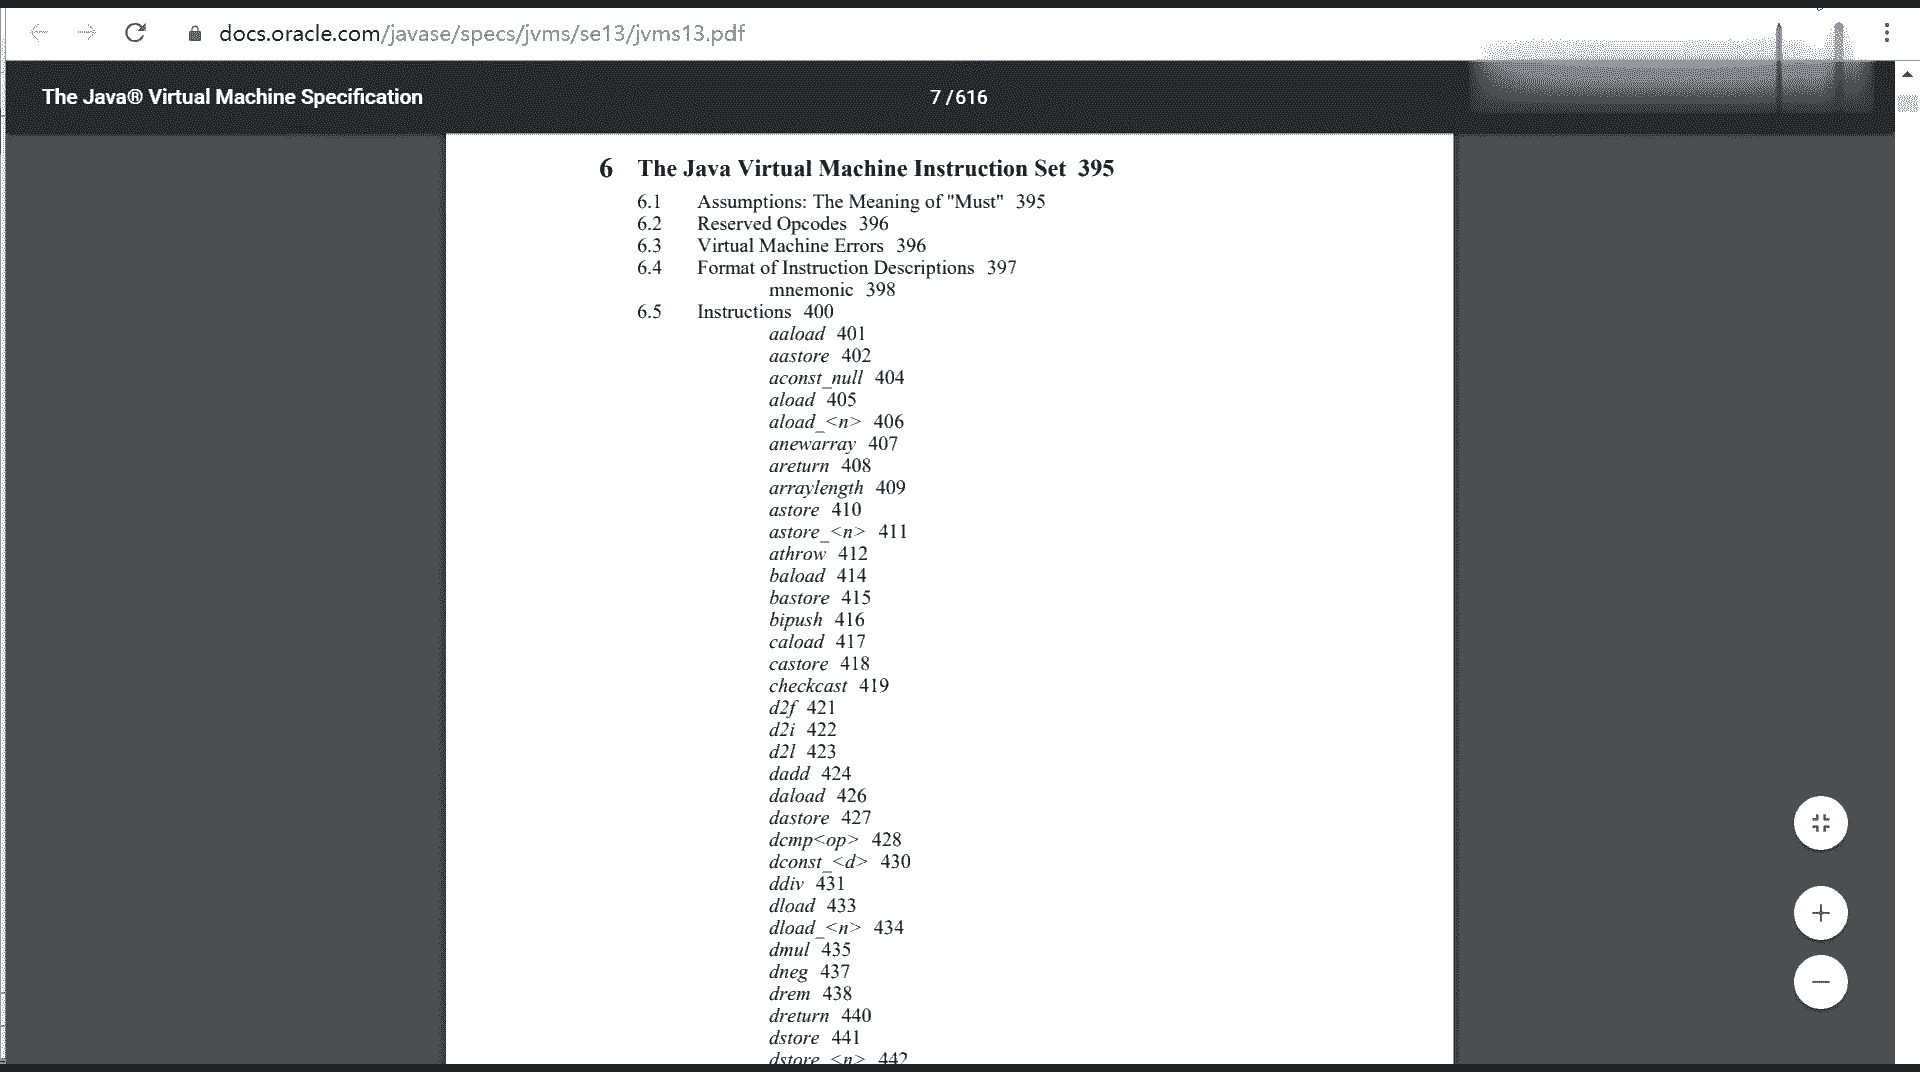 docs.oracle.com/javase/specs/jvms/se13/jvms13.pdf
The Java® Virtual Machine Specification
7 / 616
6 The Java Virtual Machine Instruction Set 395
6.1 Assumptions: The Meaning of "Must" 395
6.2 Reserved Opcodes 396
6.3 Virtual Machine Errors 396
6.4 Format of Instruction Descriptions 397
mnemonic 398
6.5 Instructions 400
aaload 401
aastore 402
aconst_null 404
aload 405
aload_<n> 406
anewarray 407
areturn 408
arraylength 409
astore 410
astore_<n> 411
athrow 412
baload 414
bastore 415
bipush 416
caload 417
castore 418
checkcast 419
d2f 421
d2i 422
d2l 423
dadd 424
daload 426
dastore 427
dcmp<op> 428
dconst_<d> 430
ddiv 431
dload 433
dload_<n> 434
dmul 435
dneg 437
drem 438
dreturn 440
dstore 441
dstore_<n> 442